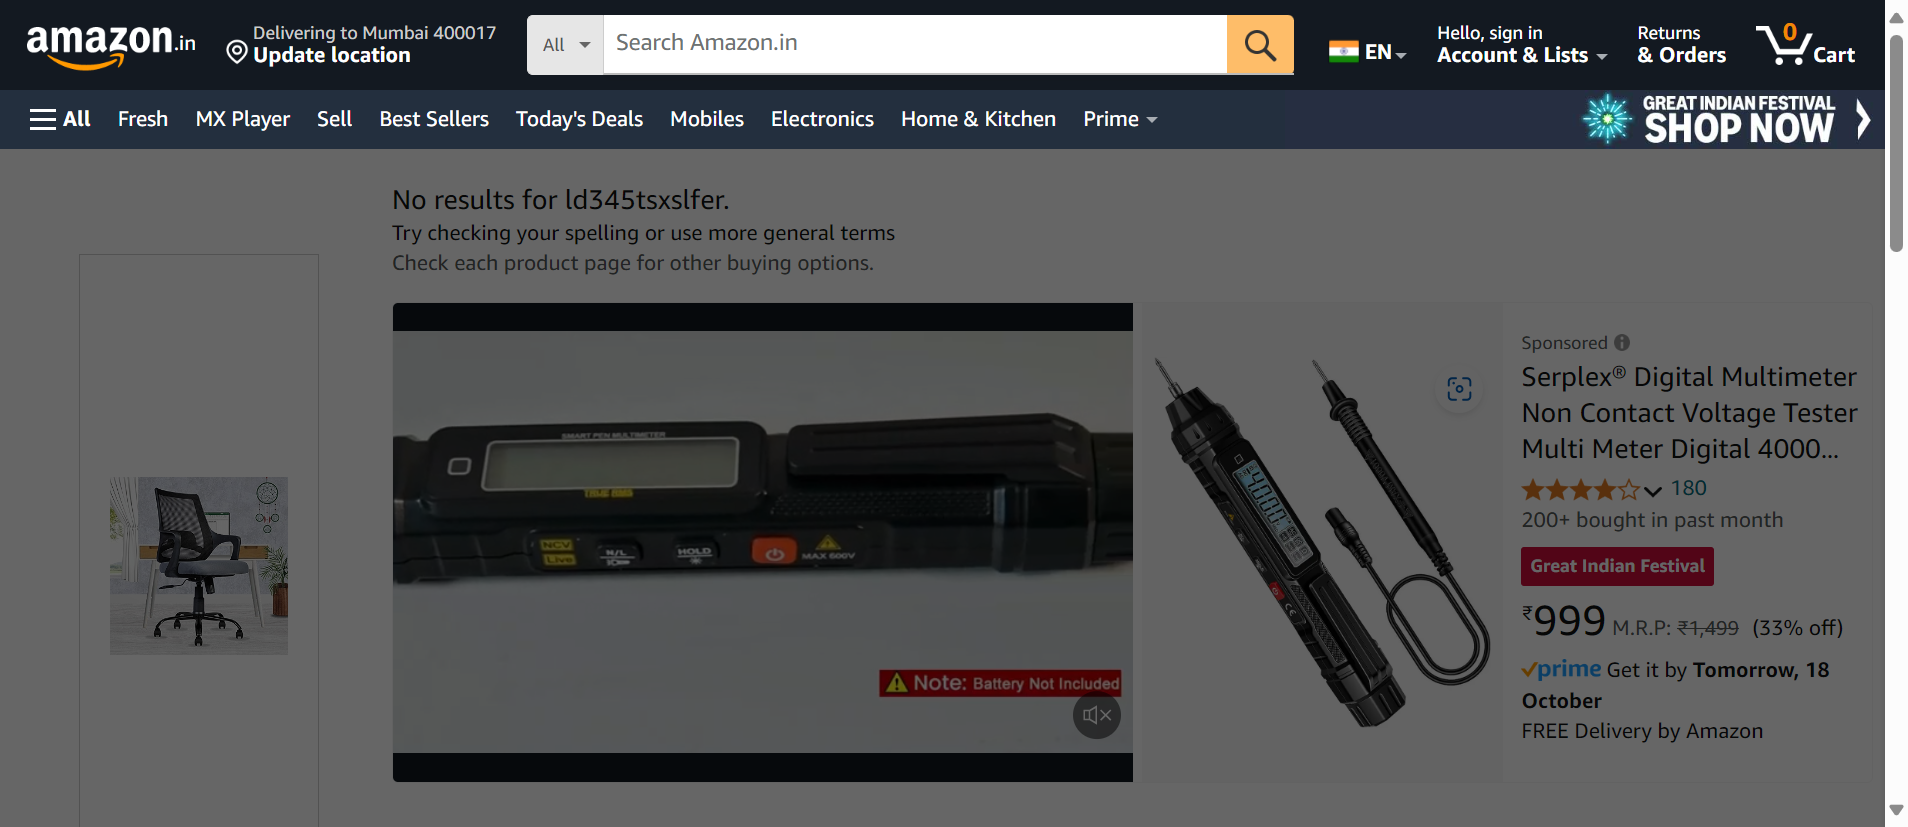 amazon.in
Delivering to Mumbai 400017
Update location
All
Search Amazon.in
EN
Hello, sign in
Account & Lists
Returns
& Orders
0
Cart
All
Fresh
MX Player
Sell
Best Sellers
Today's Deals
Mobiles
Electronics
Home & Kitchen
Prime
GREAT INDIAN FESTIVAL
SHOP NOW
No results for ld345tsxslfer.
Try checking your spelling or use more general terms
Check each product page for other buying options.
SMART PEN MULTIMETER
TRUE RMS
NCV
Live
N/L
HOLD
MAX 600V
Note: Battery Not Included
4000
Sponsored
Serplex® Digital Multimeter
Non Contact Voltage Tester
Multi Meter Digital 4000...
180
200+ bought in past month
Great Indian Festival
₹999 M.R.P: ₹1,499 (33% off)
prime Get it by Tomorrow, 18
October
FREE Delivery by Amazon